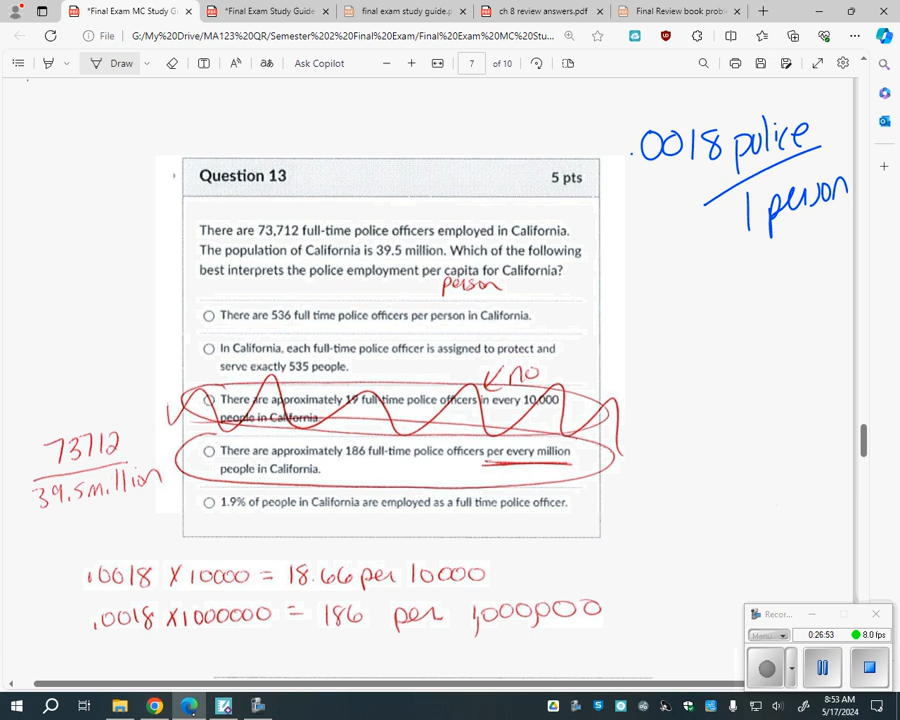 *Final Exam MC Study G
*Final Exam Study Guide
final exam study guide.p
ch 8 review answers.pdf
Final Review book prob
File G:/My%20Drive/MA123%20QR/Semester%202%20Final%20Exam/Final%20Exam%20MC%20Stu...
Draw Ask Copilot 7 of 10
.0018 police
1 person
Question 13 5 pts
There are 73,712 full-time police officers employed in California.
The population of California is 39.5 million. Which of the following
best interprets the police employment per capita for California?
person
There are 536 full time police officers per person in California.
In California, each full-time police officer is assigned to protect and
serve exactly 535 people.
no
There are approximately 19 full-time police officers in every 10,000
people in California
There are approximately 186 full-time police officers per every million
people in California.
73712
39.5 million
1.9% of people in California are employed as a full time police officer.
.0018 x 10000 = 18.66 per 10000
.0018 x 1000000 = 186 per 1,000,000
Recor...
Menu 0:26:53 8.0 fps
8:53 AM
5/17/2024